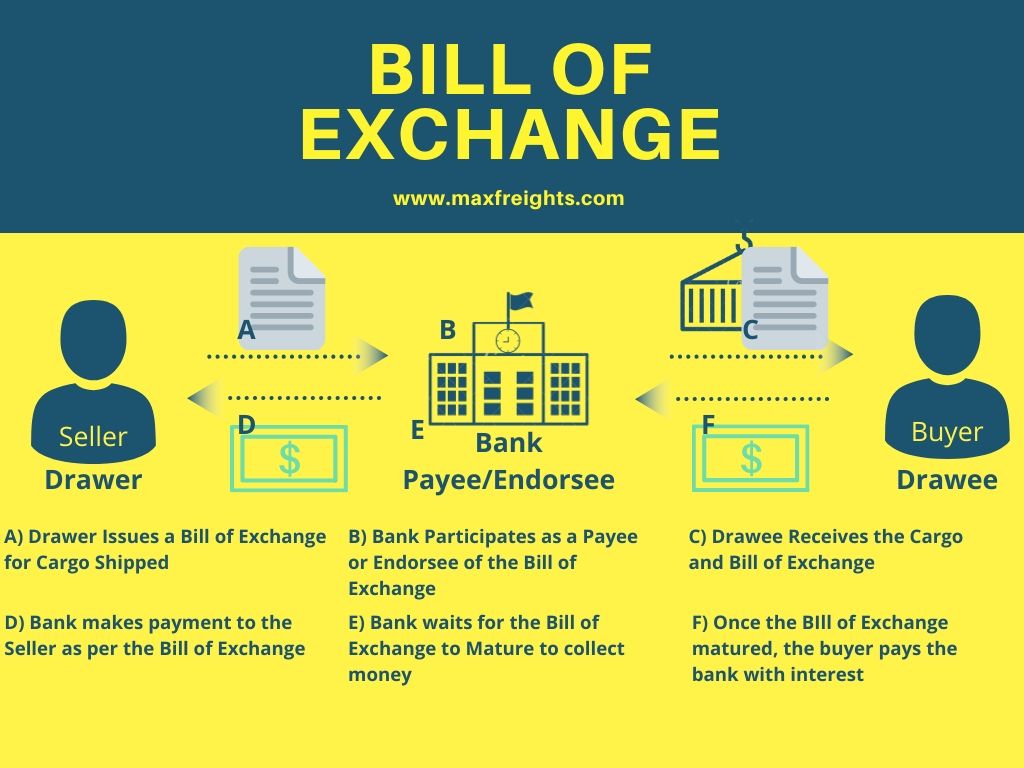 BILL OF
EXCHANGE
www.maxfreights.com
A
B
C
D
E
F
$
$
Seller
Drawer
Bank
Payee/Endorsee
Buyer
Drawee
A) Drawer Issues a Bill of Exchange
for Cargo Shipped
B) Bank Participates as a Payee
or Endorsee of the Bill of
Exchange
C) Drawee Receives the Cargo
and Bill of Exchange
D) Bank makes payment to the
Seller as per the Bill of Exchange
E) Bank waits for the Bill of
Exchange to Mature to collect
money
F) Once the BIll of Exchange
matured, the buyer pays the
bank with interest